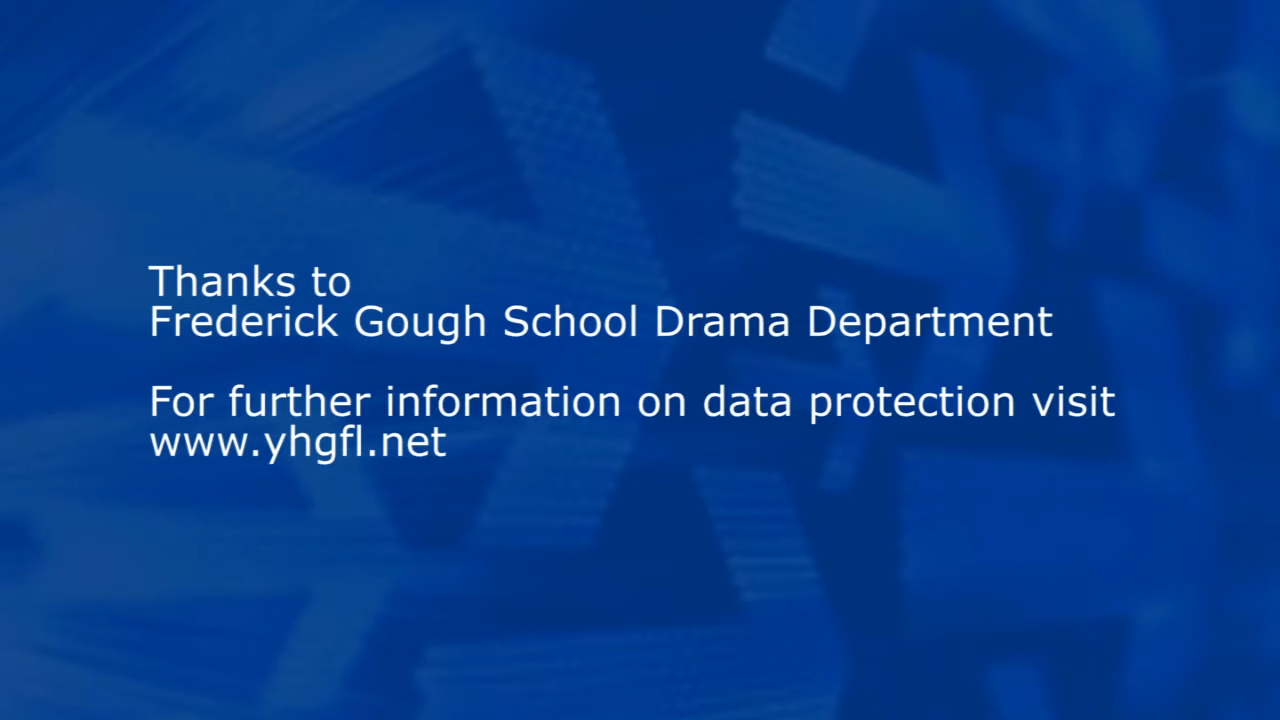 Thanks to
Frederick Gough School Drama Department
For further information on data protection visit
www.yhgfl.net